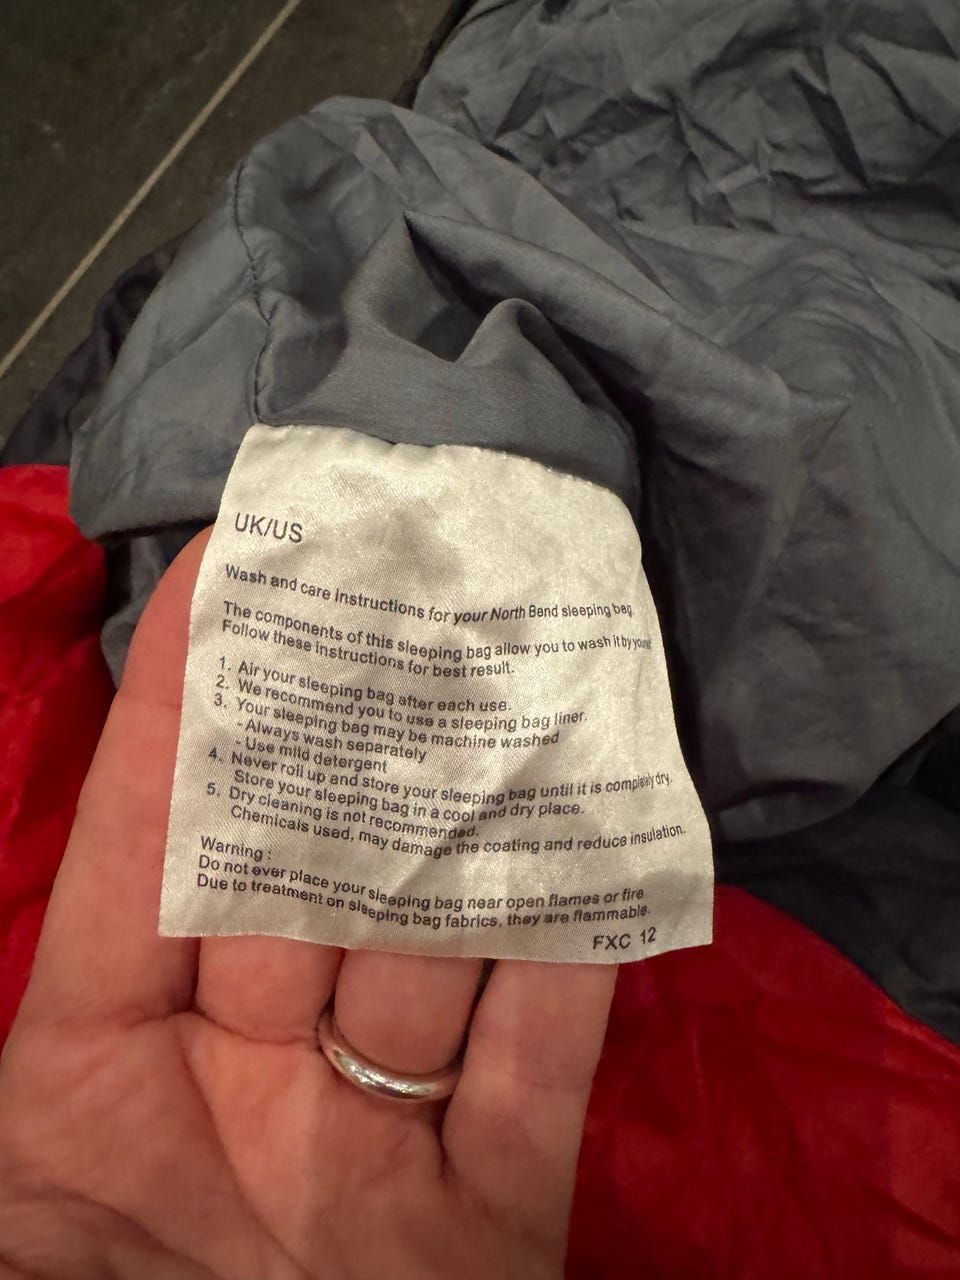 UK/US
Wash and care instructions for your North Bend sleeping bag
The components of this sleeping bag allow you to wash it by
Follow these instructions for best result.
1. Air your sleeping bag after each use.
2. We recommend you to use a sleeping bag liner.
3. Your sleeping bag may be machine washed
- Always wash separately
- Use mild detergent
4. Never roll up and store your sleeping bag until it is completely dry.
Store your sleeping bag in a cool and dry place.
5. Dry cleaning is not recommended.
Chemicals used, may damage the coating and reduce insulation.
Warning :
Do not ever place your sleeping bag near open flames or fire
Due to treatment on sleeping bag fabrics, they are flammable.
FXC 12